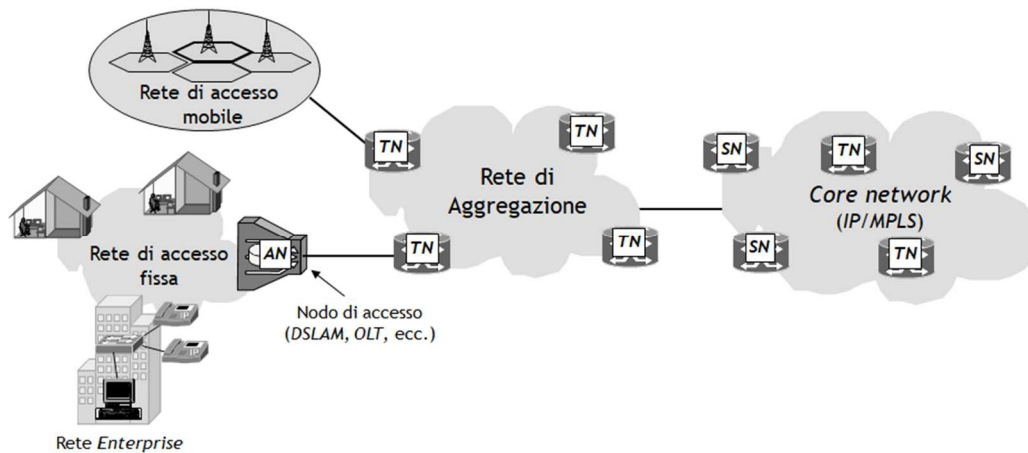 Rete di accesso
mobile
TN
TN
SN
TN
SN
Rete di
Aggregazione
Core network
(IP/MPLS)
Rete di accesso
fissa
AN
TN
TN
SN
TN
Nodo di accesso
(DSLAM, OLT, ecc.)
IP
IP
Rete Enterprise